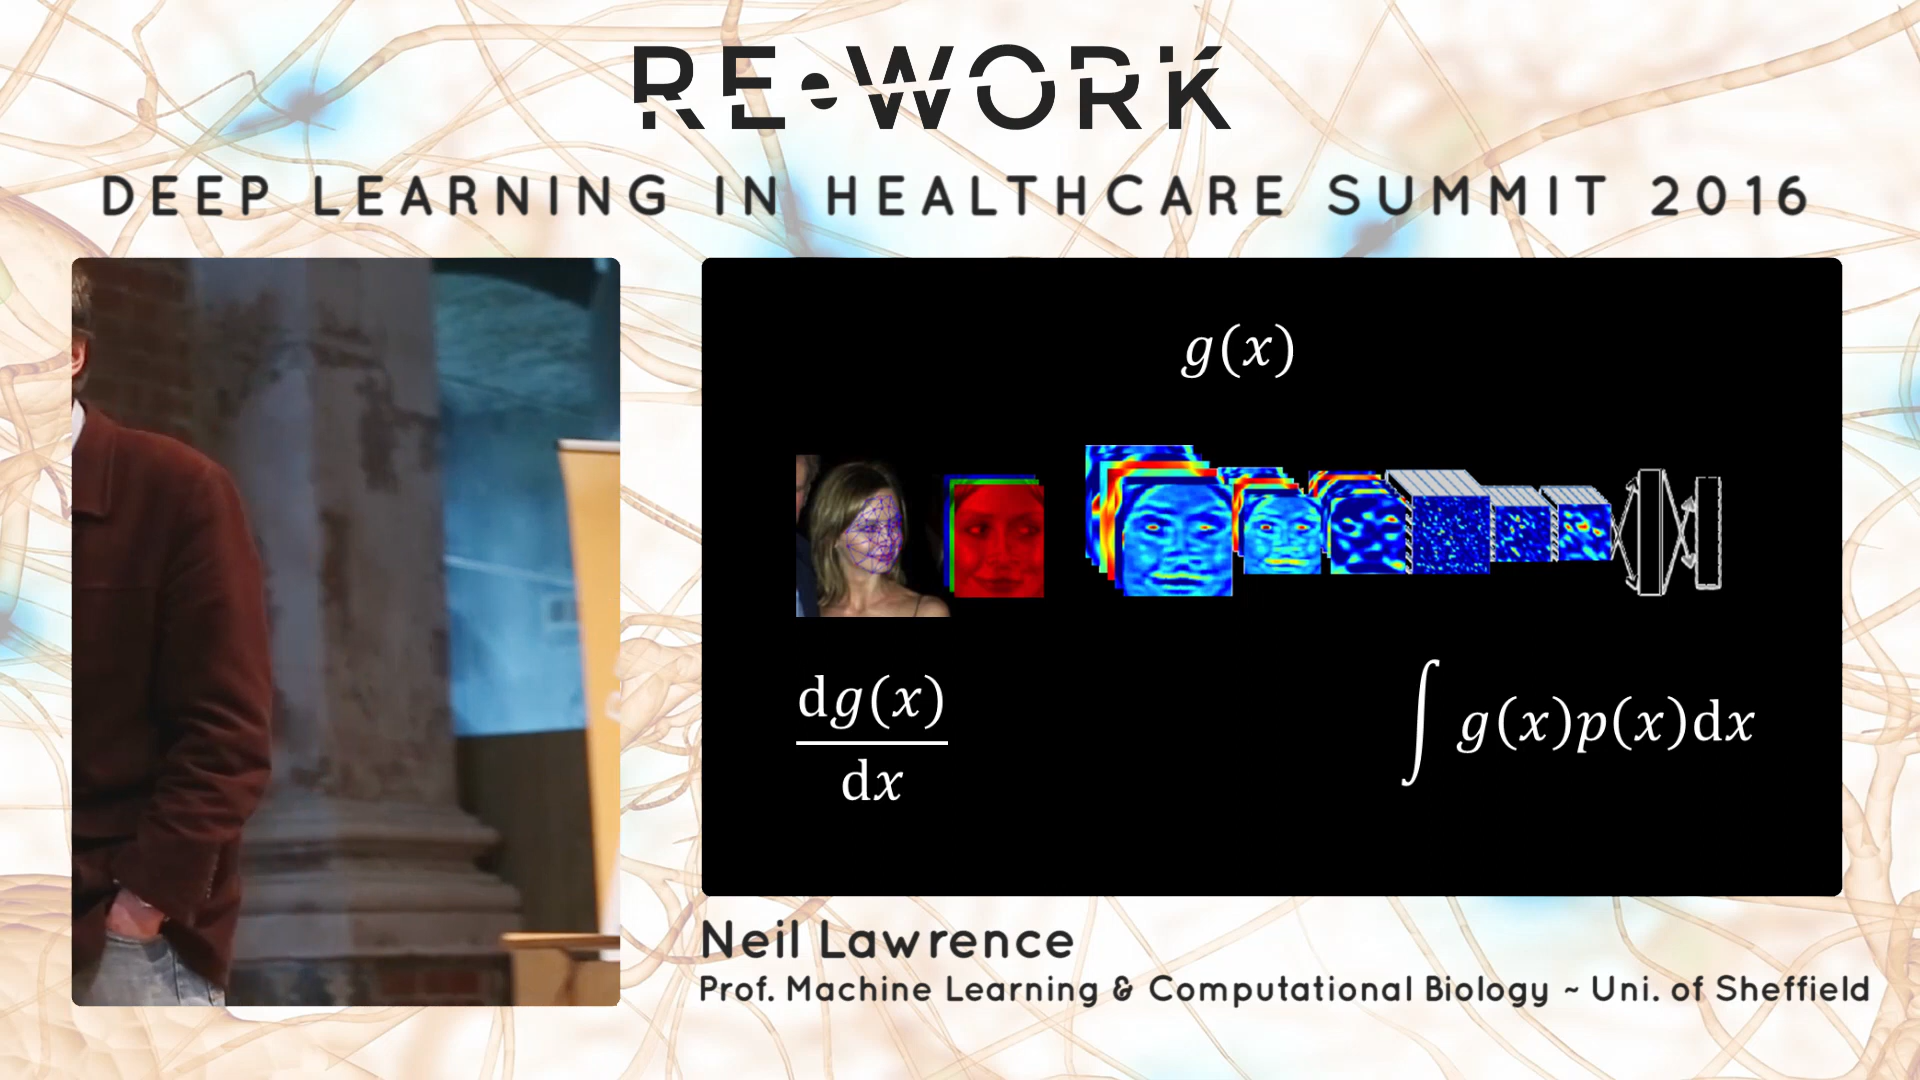 RE•WORK
DEEP LEARNING IN HEALTHCARE SUMMIT 2016
g(x)
dg(x)
dx
∫ g(x)p(x)dx
Neil Lawrence
Prof. Machine Learning & Computational Biology ~ Uni. of Sheffield